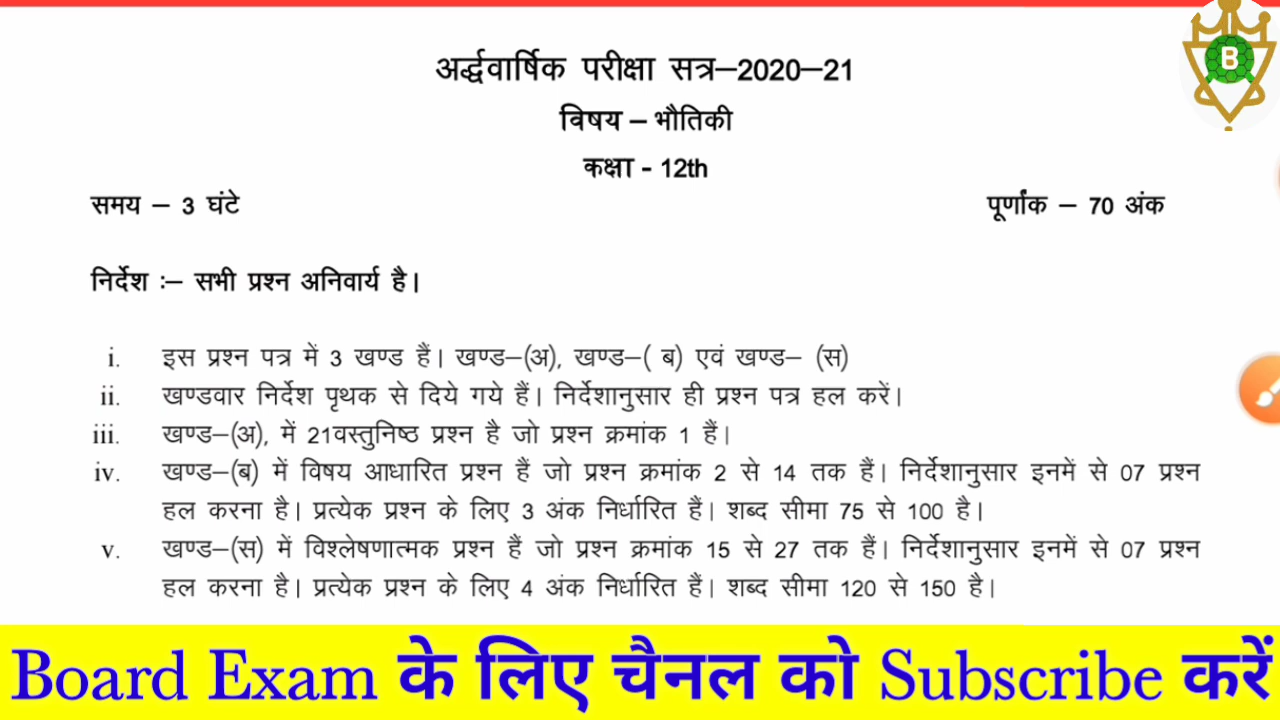 B
अर्द्धवार्षिक परीक्षा सत्र–2020–21
विषय – भौतिकी
कक्षा - 12th
समय – 3 घंटे पूर्णांक – 70 अंक
निर्देश :– सभी प्रश्न अनिवार्य है।
i. इस प्रश्न पत्र में 3 खण्ड हैं। खण्ड–(अ), खण्ड–( ब) एवं खण्ड– (स)
ii. खण्डवार निर्देश पृथक से दिये गये हैं। निर्देशानुसार ही प्रश्न पत्र हल करें।
iii. खण्ड–(अ), में 21वस्तुनिष्ठ प्रश्न है जो प्रश्न क्रमांक 1 हैं।
iv. खण्ड–(ब) में विषय आधारित प्रश्न हैं जो प्रश्न क्रमांक 2 से 14 तक हैं। निर्देशानुसार इनमें से 07 प्रश्न
हल करना है। प्रत्येक प्रश्न के लिए 3 अंक निर्धारित हैं। शब्द सीमा 75 से 100 है।
v. खण्ड–(स) में विश्लेषणात्मक प्रश्न हैं जो प्रश्न क्रमांक 15 से 27 तक हैं। निर्देशानुसार इनमें से 07 प्रश्न
हल करना है। प्रत्येक प्रश्न के लिए 4 अंक निर्धारित हैं। शब्द सीमा 120 से 150 है।
Board Exam के लिए चैनल को Subscribe करें